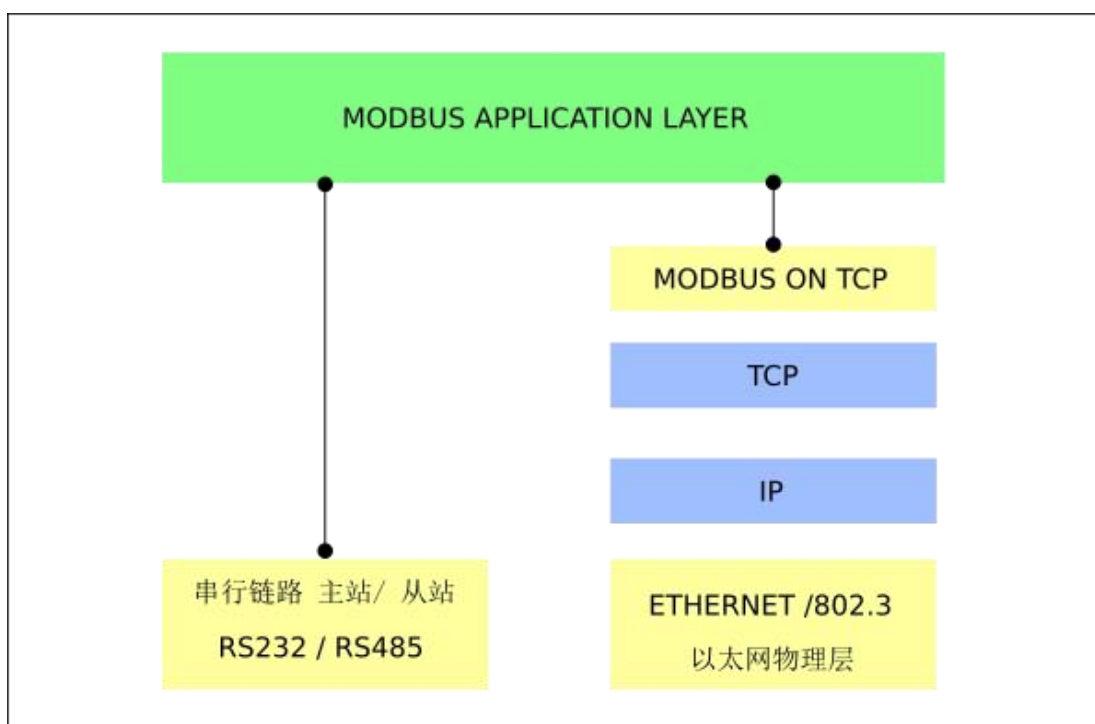 MODBUS APPLICATION LAYER
MODBUS ON TCP
TCP
IP
串行链路 主站/ 从站
RS232 / RS485
ETHERNET /802.3
以太网物理层